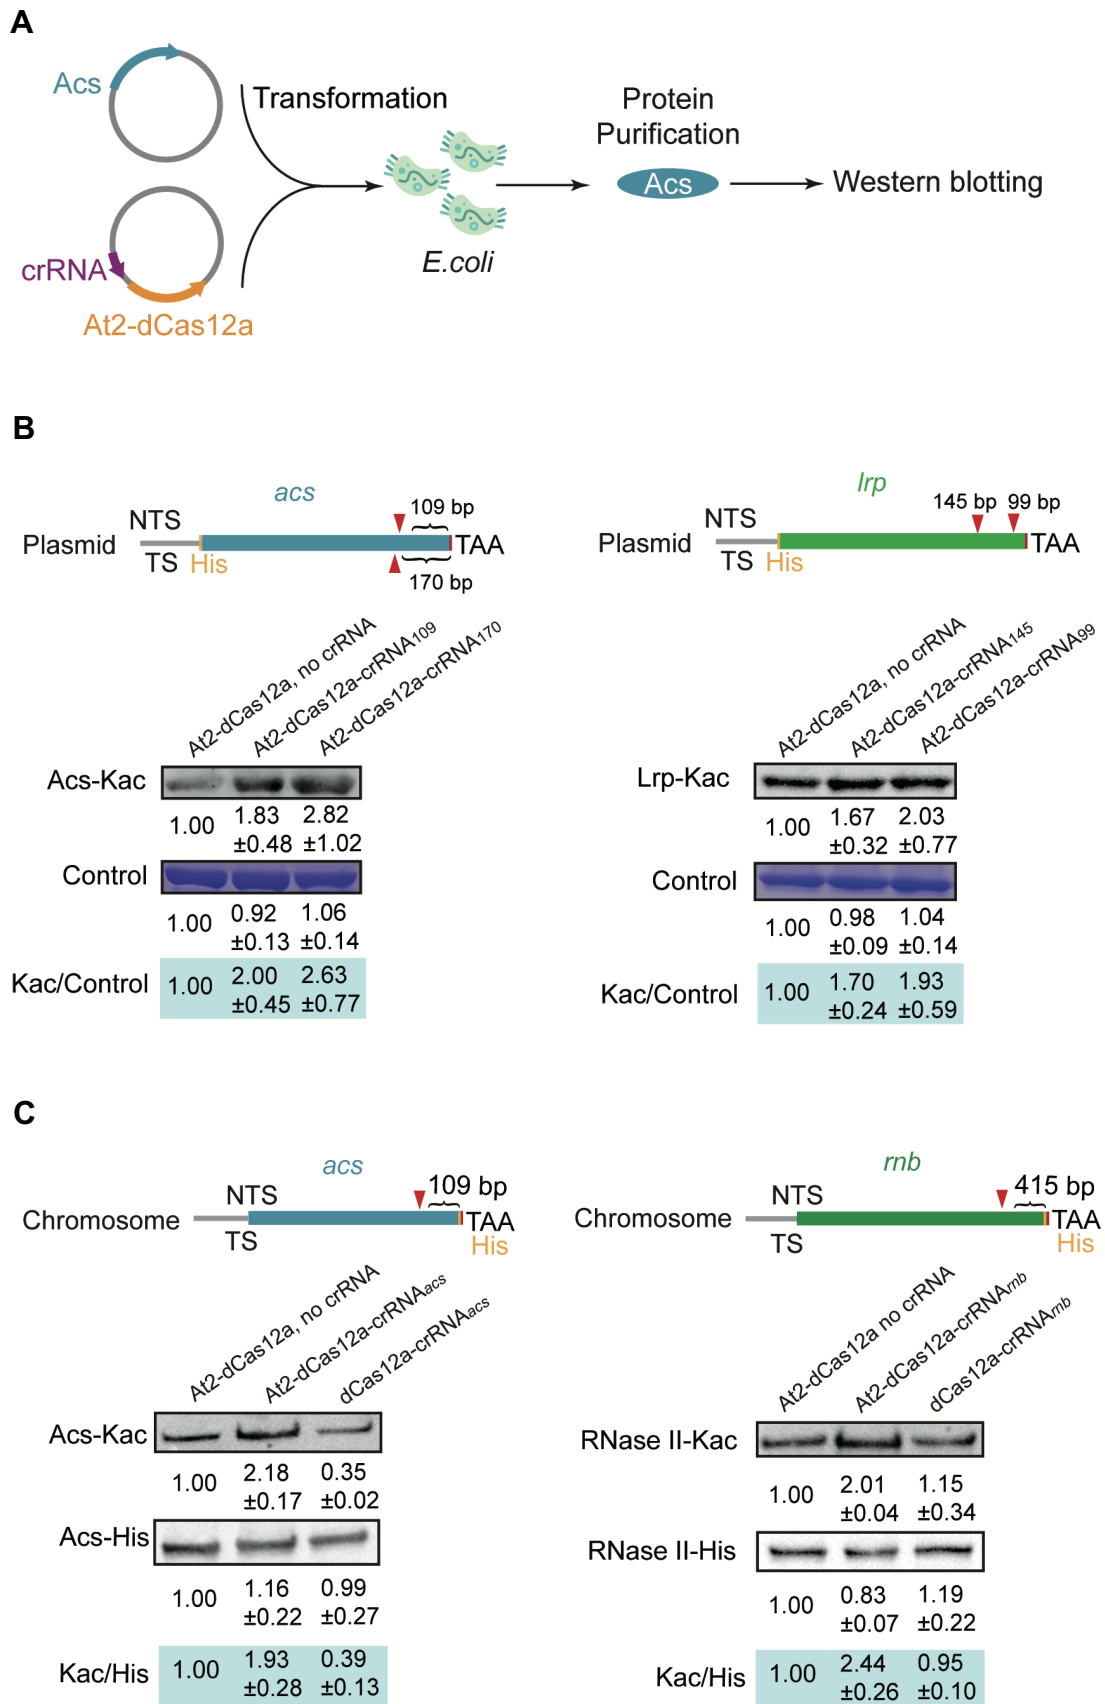 A
Acs
Transformation
Protein
Purification
Acs
Western blotting
crRNA
E.coli
At2-dCas12a
B
acs
109 bp
NTS
Plasmid
TAA
TS
His
170 bp
At2-dCas12a, no crRNA
At2-dCas12a-crRNA109
At2-dCas12a-crRNA170
Acs-Kac
1.00 1.83 2.82
±0.48 ±1.02
Control
1.00 0.92 1.06
±0.13 ±0.14
Kac/Control
1.00 2.00 2.63
±0.45 ±0.77
lrp
145 bp 99 bp
NTS
Plasmid
TAA
TS
His
At2-dCas12a, no crRNA
At2-dCas12a-crRNA145
At2-dCas12a-crRNA99
Lrp-Kac
1.00 1.67 2.03
±0.32 ±0.77
Control
1.00 0.98 1.04
±0.09 ±0.14
Kac/Control
1.00 1.70 1.93
±0.24 ±0.59
C
acs
109 bp
NTS
Chromosome
TAA
TS
His
At2-dCas12a, no crRNA
At2-dCas12a-crRNAacs
dCas12a-crRNAacs
Acs-Kac
1.00 2.18 0.35
±0.17 ±0.02
Acs-His
1.00 1.16 0.99
±0.22 ±0.27
Kac/His
1.00 1.93 0.39
±0.28 ±0.13
rnb
415 bp
NTS
Chromosome
TAA
TS
His
At2-dCas12a no crRNA
At2-dCas12a-crRNArnb
dCas12a-crRNArnb
RNase II-Kac
1.00 2.01 1.15
±0.04 ±0.34
RNase II-His
1.00 0.83 1.19
±0.07 ±0.22
Kac/His
1.00 2.44 0.95
±0.26 ±0.10